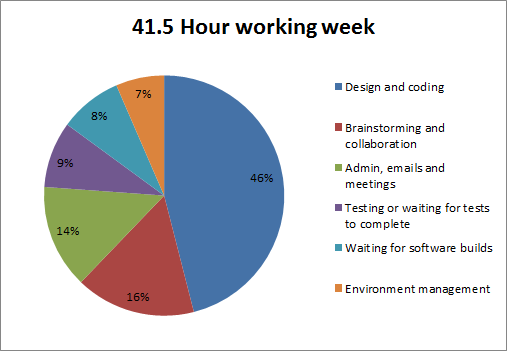 41.5 Hour working week
7%
8%
9%
14%
16%
46%
Design and coding
Brainstorming and
collaboration
Admin, emails and
meetings
Testing or waiting for tests
to complete
Waiting for software builds
Environment management